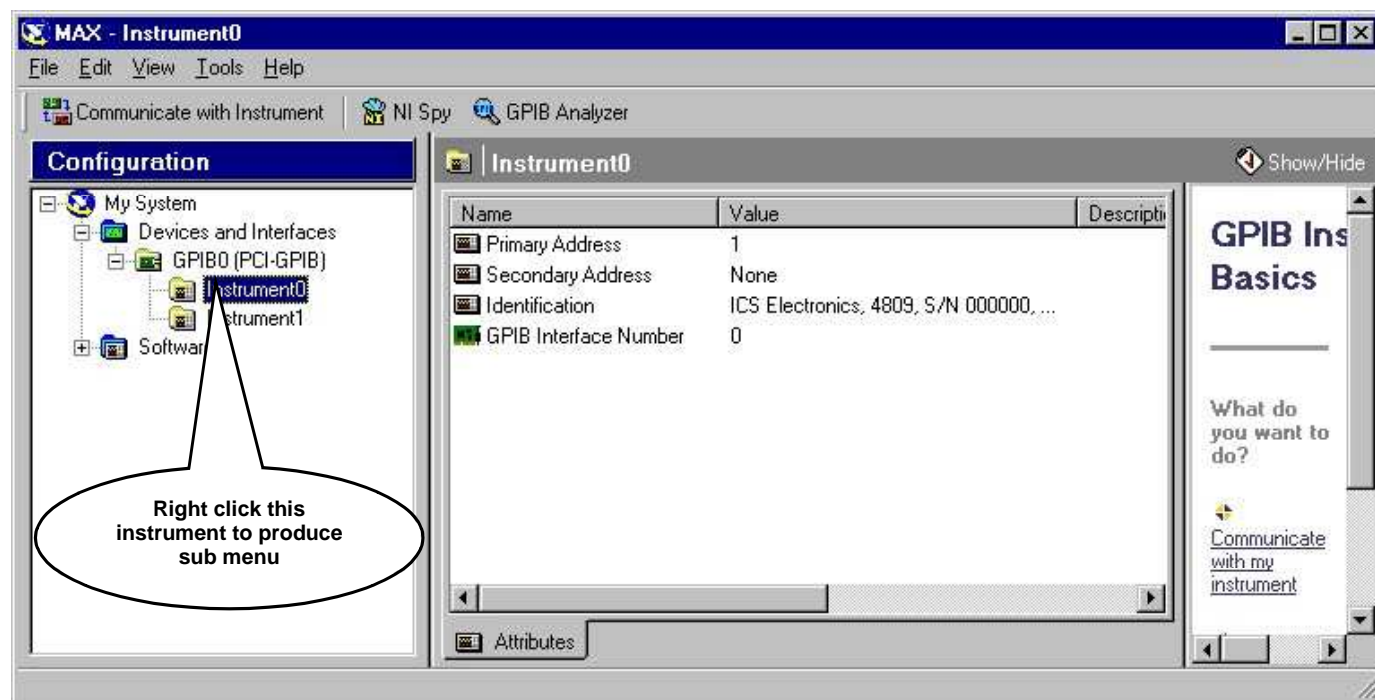 MAX - Instrument0
File Edit View Tools Help
Communicate with Instrument NI Spy GPIB Analyzer
Configuration
My System
Devices and Interfaces
GPIB0 (PCI-GPIB)
Instrument0
Instrument1
Software
Right click this
instrument to produce
sub menu
Instrument0
Show/Hide
Name Value Descripti
Primary Address 1
Secondary Address None
Identification ICS Electronics, 4809, S/N 000000, ...
GPIB Interface Number 0
Attributes
GPIB Ins
Basics
What do
you want to
do?
Communicate
with my
instrument